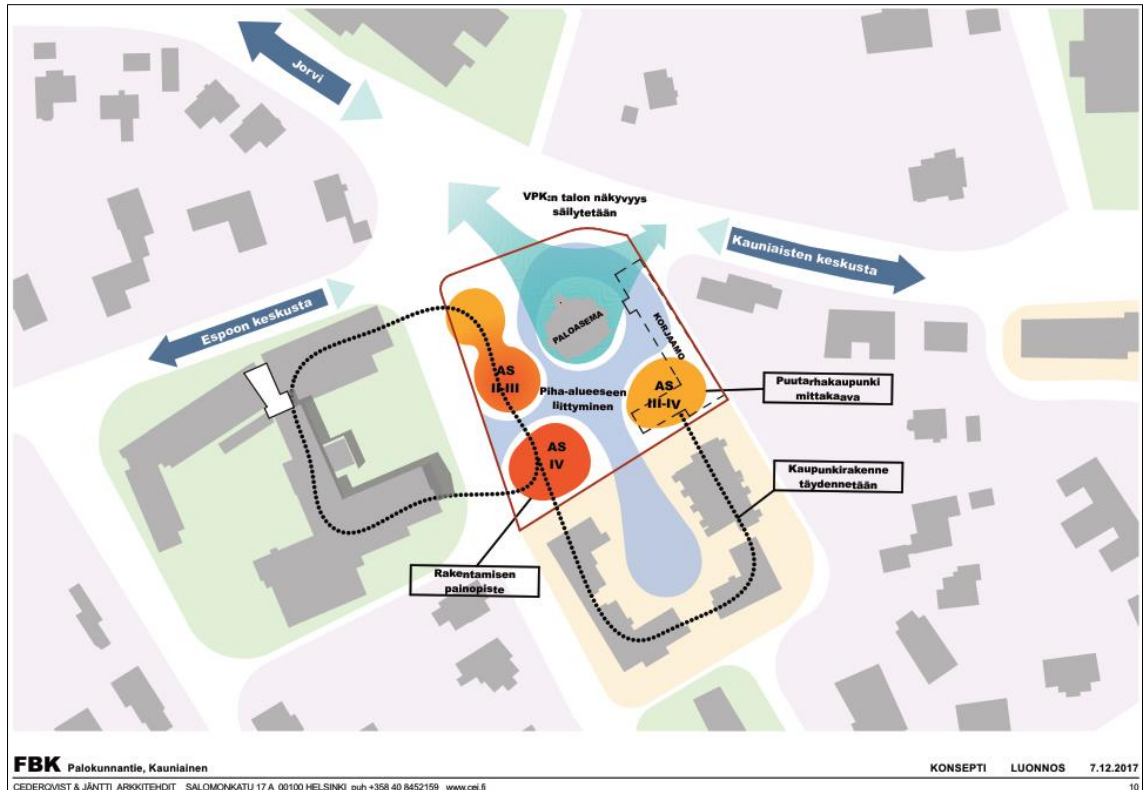 Jorvi
VPK:n talon näkyvyys
säilytetään
Kauniaisten keskusta
Espoon keskusta
PALOASEMA
KORJAAMO
AS
II-III
Piha-alueeseen
liittyminen
AS
III-IV
Puutarhakaupunki
mittakaava
AS
IV
Kaupunkirakenne
täydennetään
Rakentamisen
painopiste
FBK Palokunnantie, Kauniainen
KONSEPTI LUONNOS 7.12.2017
CEDERQVIST & JÄNTTI ARKKITEHDIT SALOMONKATU 17 A 00100 HELSINKI puh +358 40 8452159 www.cej.fi
10